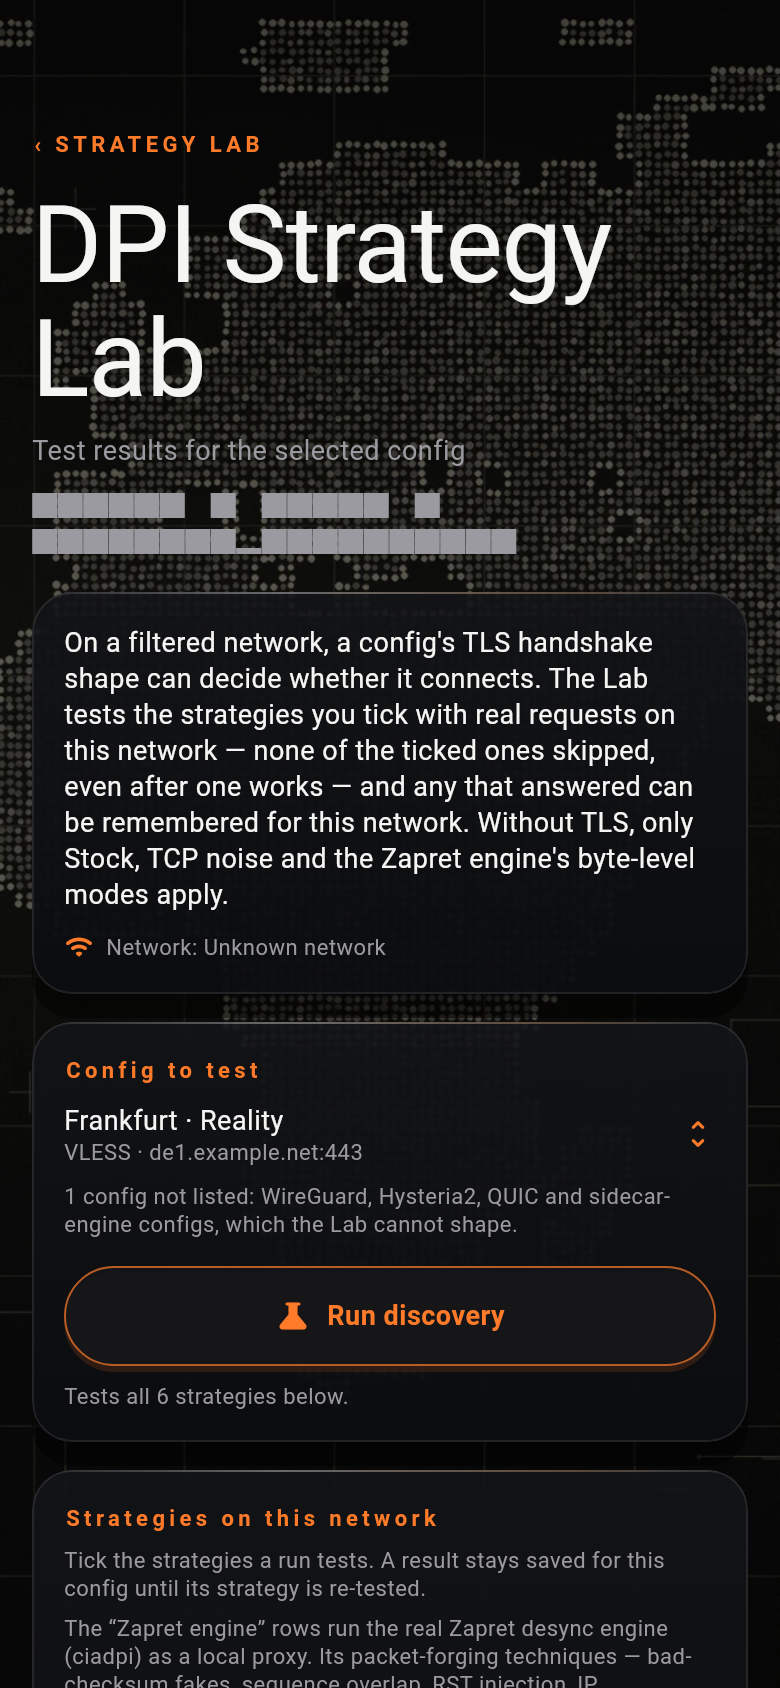 ‹ STRATEGY LAB
DPI Strategy
Lab
Test results for the selected config
On a filtered network, a config's TLS handshake
shape can decide whether it connects. The Lab
tests the strategies you tick with real requests on
this network — none of the ticked ones skipped,
even after one works — and any that answered can
be remembered for this network. Without TLS, only
Stock, TCP noise and the Zapret engine's byte-level
modes apply.
Network: Unknown network
Config to test
Frankfurt · Reality
VLESS · de1.example.net:443
1 config not listed: WireGuard, Hysteria2, QUIC and sidecar-
engine configs, which the Lab cannot shape.
Run discovery
Tests all 6 strategies below.
Strategies on this network
Tick the strategies a run tests. A result stays saved for this
config until its strategy is re-tested.
The “Zapret engine” rows run the real Zapret desync engine
(ciadpi) as a local proxy. Its packet-forging techniques — bad-
checksum fakes, sequence overlap, RST injection, IP